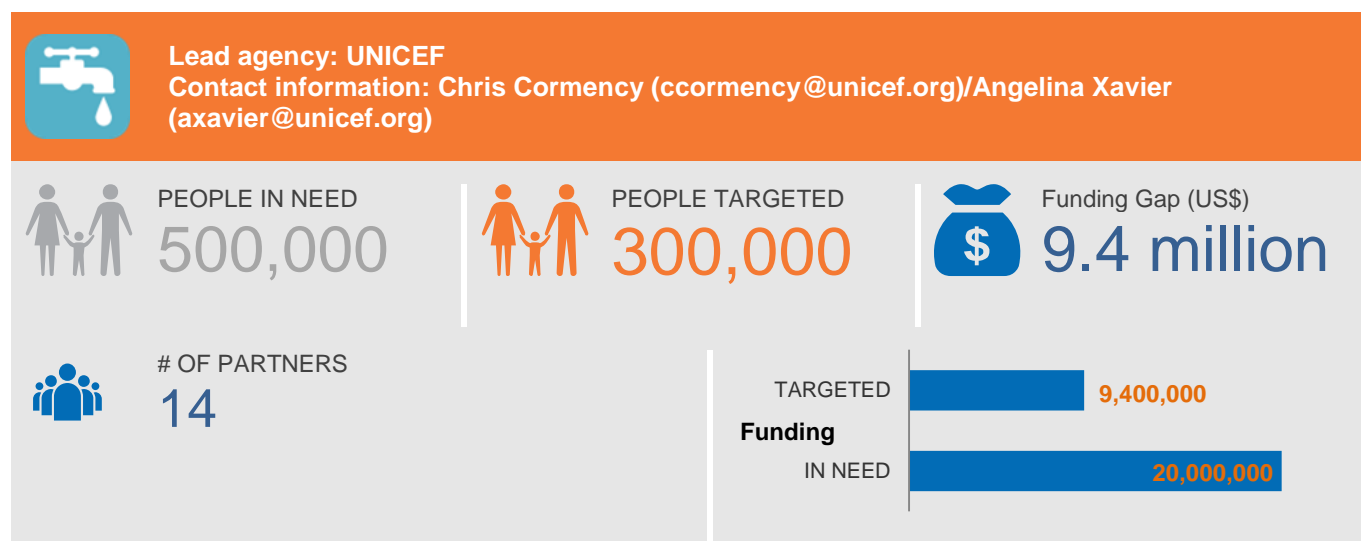 Lead agency: UNICEF
Contact information: Chris Cormency (ccormency@unicef.org)/Angelina Xavier
(axavier@unicef.org)
PEOPLE IN NEED
500,000
PEOPLE TARGETED
300,000
$
Funding Gap (US$)
9.4 million
# OF PARTNERS
14
TARGETED
9,400,000
Funding
IN NEED
20,000,000